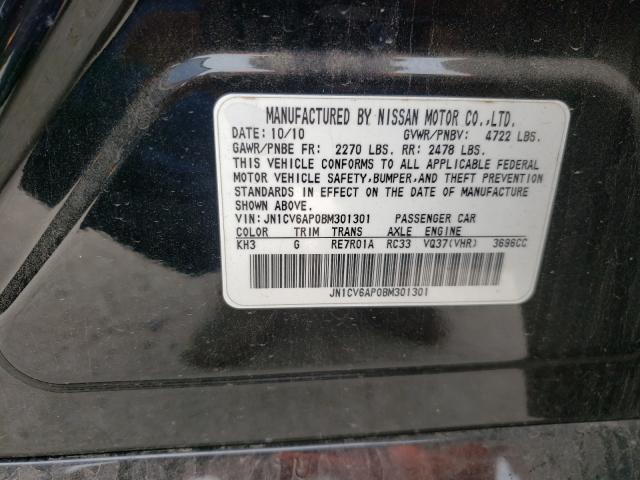 MANUFACTURED BY NISSAN MOTOR CO.,LTD.
DATE: 10/10 GVWR/PNBV: 4722 LBS.
GAWR/PNBE FR: 2270 LBS. RR: 2478 LBS.
THIS VEHICLE CONFORMS TO ALL APPLICABLE FEDERAL
MOTOR VEHICLE SAFETY,BUMPER,AND THEFT PREVENTION
STANDARDS IN EFFECT ON THE DATE OF MANUFACTURE
SHOWN ABOVE.
VIN: JN1CV6AP0BM301301 PASSENGER CAR
COLOR TRIM TRANS AXLE ENGINE
KH3 G RE7R01A RC33 VQ37(VHR) 3696CC
JN1CV6AP0BM301301